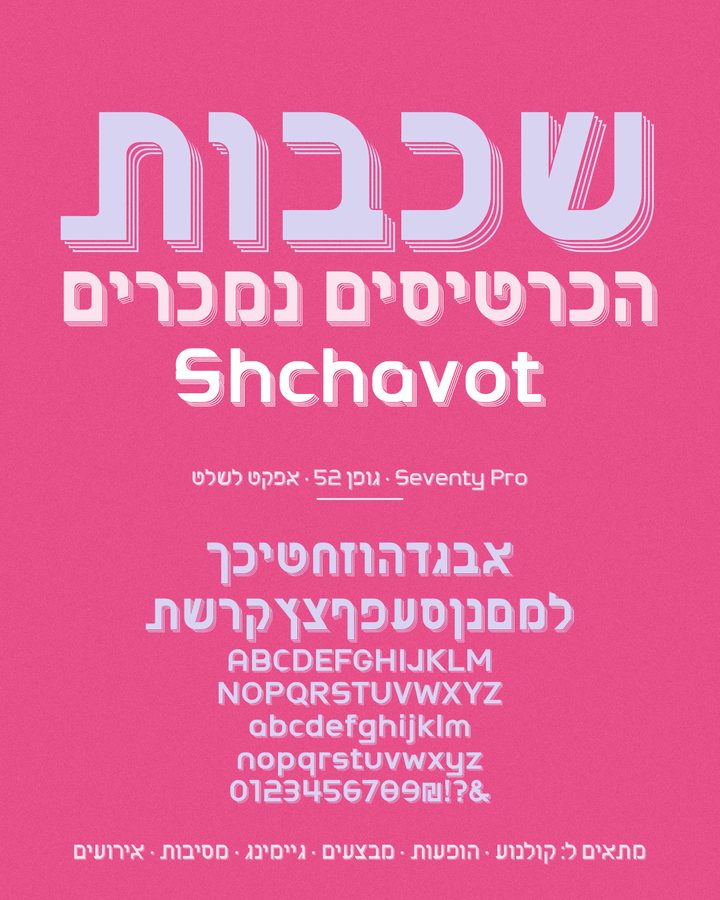 שכבות
הכרטיסים נמכרים
Shchavot
Seventy Pro · גופן 52 · אפקט לשלט
אבגדהוזחטיכך
למםנןסעפףצץקרשת
ABCDEFGHIJKLM
NOPQRSTUVWXYZ
abcdefghijklm
nopqrstuvwxyz
0123456789₪!?&
מתאים ל: קולנוע · הופעות · מבצעים · גיימינג · מסיבות · אירועים